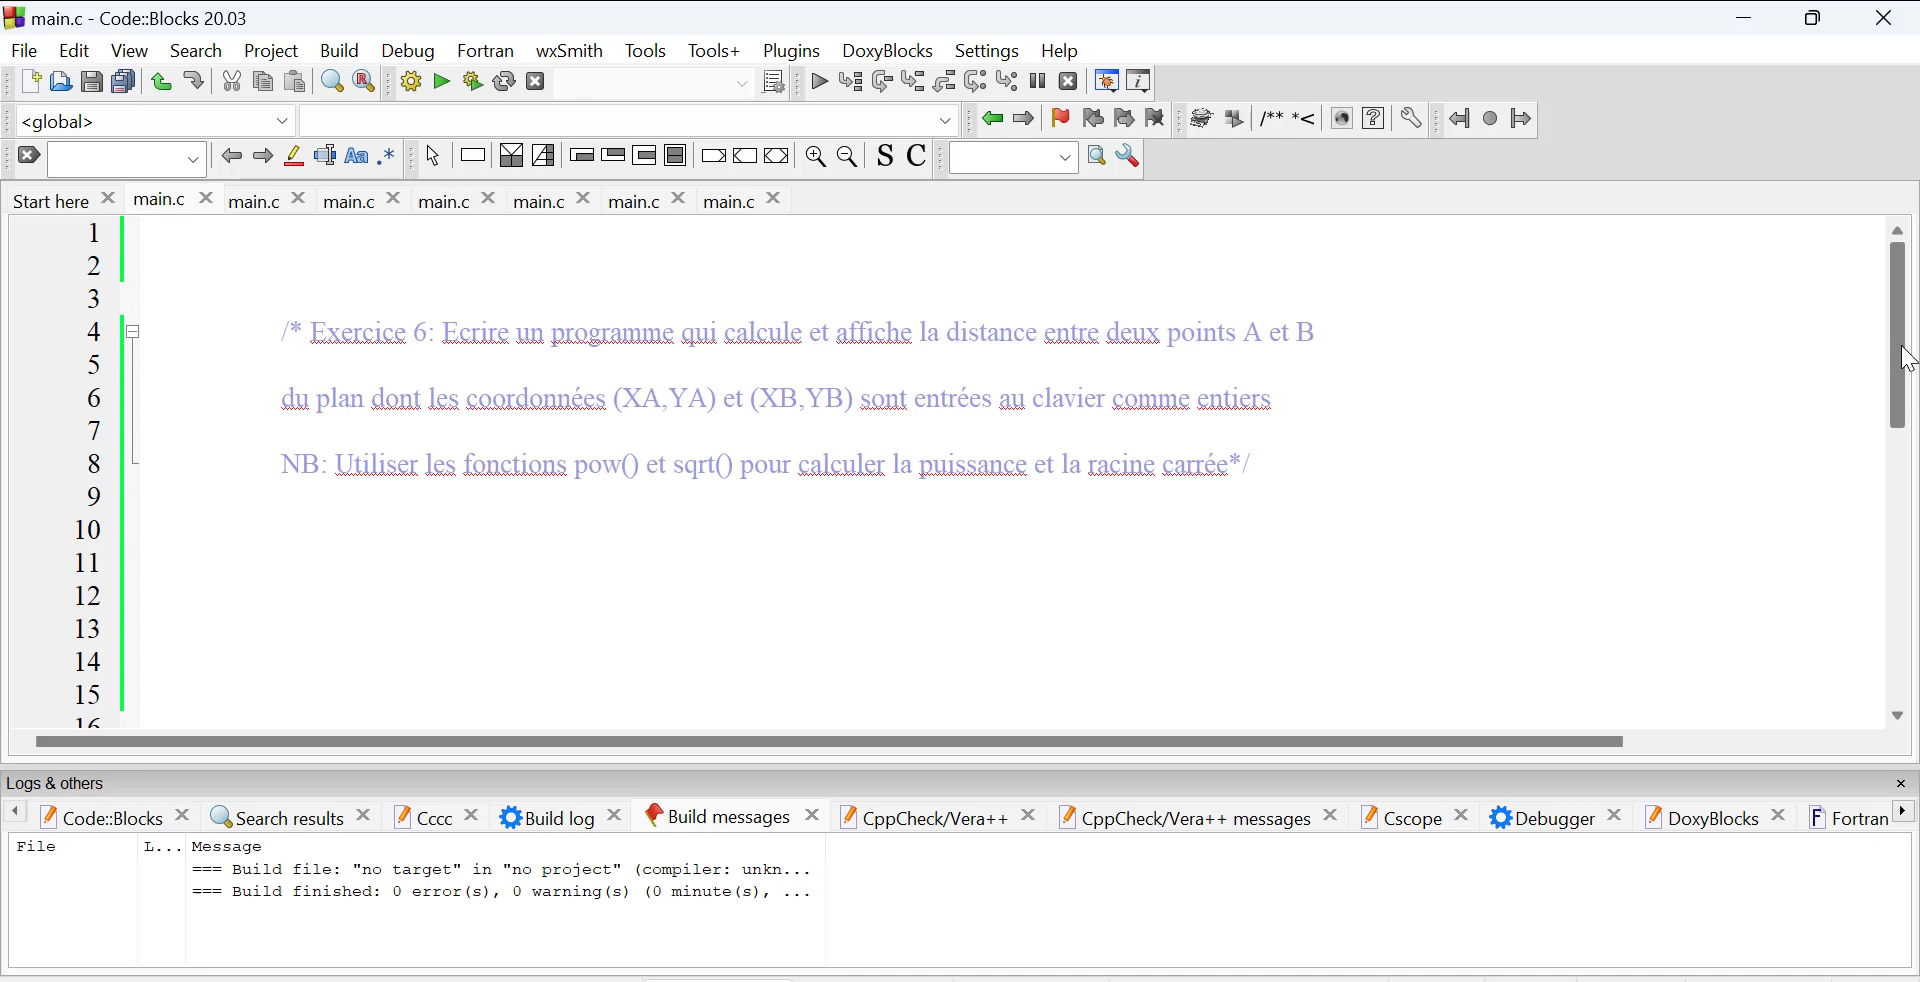 main.c - Code::Blocks 20.03
File Edit View Search Project Build Debug Fortran wxSmith Tools Tools+ Plugins DoxyBlocks Settings Help
<global>
/** *<
Aa .* S C
Start here main.c main.c main.c main.c main.c main.c main.c
1
2
3
4 /* Exercice 6: Ecrire un programme qui calcule et affiche la distance entre deux points A et B
5
6 du plan dont les coordonnées (XA,YA) et (XB,YB) sont entrées au clavier comme entiers
7
8 NB: Utiliser les fonctions pow() et sqrt() pour calculer la puissance et la racine carrée*/
9
10
11
12
13
14
15
16
Logs & others
Code::Blocks Search results Cccc Build log Build messages CppCheck/Vera++ CppCheck/Vera++ messages Cscope Debugger DoxyBlocks Fortran
File L... Message
=== Build file: "no target" in "no project" (compiler: unkn...
=== Build finished: 0 error(s), 0 warning(s) (0 minute(s), ...